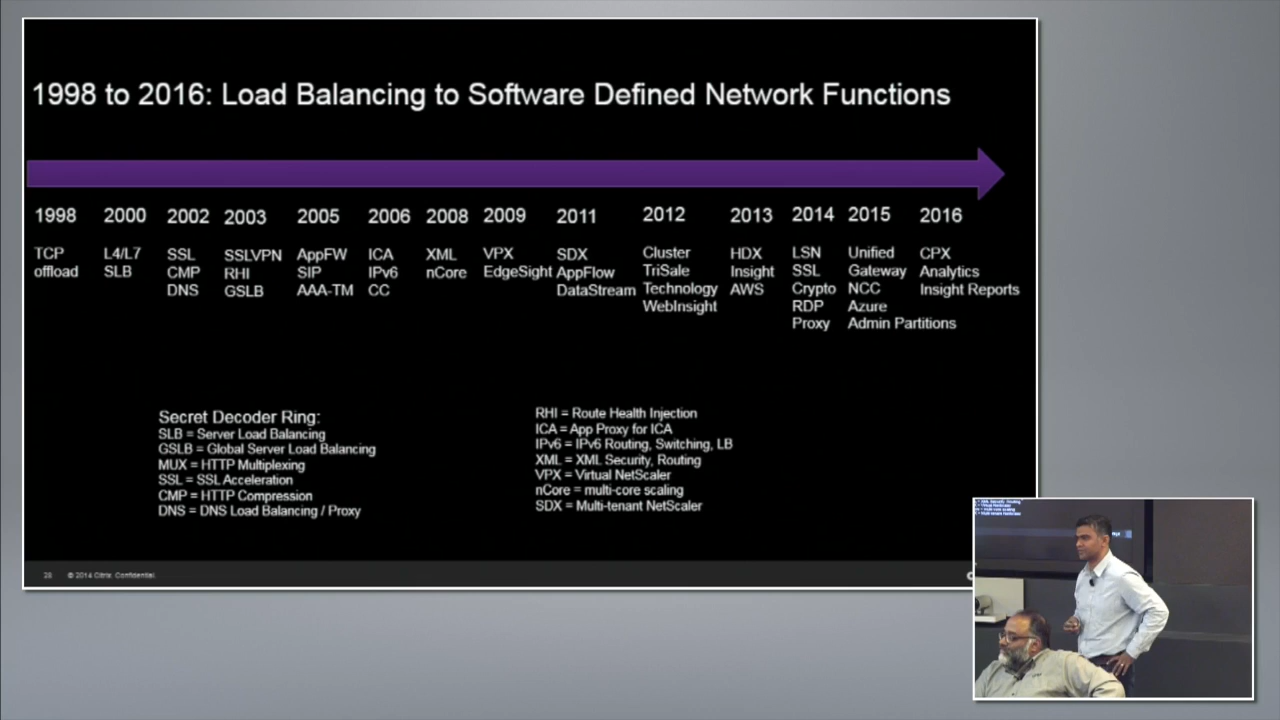 1998 to 2016: Load Balancing to Software Defined Network Functions
1998 2000 2002 2003 2005 2006 2008 2009 2011 2012 2013 2014 2015 2016
TCP
offload
L4/L7
SLB
SSL
CMP
DNS
SSLVPN
RHI
GSLB
AppFW
SIP
AAA-TM
ICA
IPv6
CC
XML
nCore
VPX
EdgeSight
SDX
AppFlow
DataStream
Cluster
TriSale
Technology
WebInsight
HDX
Insight
AWS
LSN
SSL
Crypto
RDP
Proxy
Unified
Gateway
NCC
Azure
Admin Partitions
CPX
Analytics
Insight Reports
Secret Decoder Ring:
SLB = Server Load Balancing
GSLB = Global Server Load Balancing
MUX = HTTP Multiplexing
SSL = SSL Acceleration
CMP = HTTP Compression
DNS = DNS Load Balancing / Proxy
RHI = Route Health Injection
ICA = App Proxy for ICA
IPv6 = IPv6 Routing, Switching, LB
XML = XML Security, Routing
VPX = Virtual NetScaler
nCore = multi-core scaling
SDX = Multi-tenant NetScaler
28 © 2014 Citrix. Confidential.